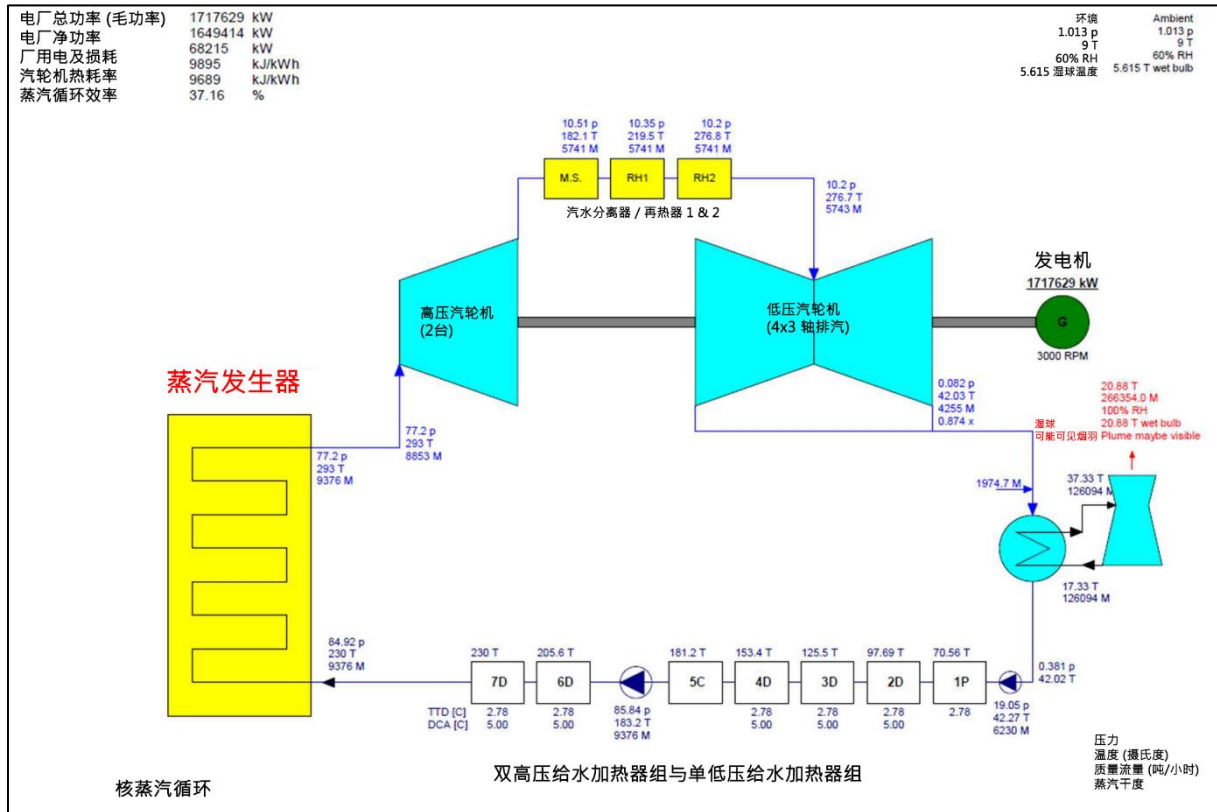 电厂总功率 (毛功率) 1717629 kW
电厂净功率 1649414 kW
厂用电及损耗 68215 kW
汽轮机热耗率 9895 kJ/kWh
蒸汽循环效率 9689 kJ/kWh
37.16 %
环境 Ambient
1.013 p 1.013 p
9 T 9 T
60% RH 60% RH
5.615 湿球温度 5.615 T wet bulb
10.51 p
182.1 T
5741 M
10.35 p
219.5 T
5741 M
10.2 p
276.8 T
5741 M
M.S.
RH1
RH2
汽水分离器 / 再热器 1 & 2
10.2 p
276.7 T
5743 M
高压汽轮机
(2台)
低压汽轮机
(4x3 轴排汽)
发电机
1717629 kW
G
3000 RPM
蒸汽发生器
77.2 p
293 T
9376 M
77.2 p
293 T
8853 M
0.082 p
42.03 T
4255 M
0.874 x
20.88 T
266354.0 M
100% RH
湿球 20.88 T wet bulb
可能可见烟羽 Plume maybe visible
1974.7 M
37.33 T
126094 M
17.33 T
126094 M
0.381 p
42.02 T
84.92 p
230 T
9376 M
230 T
205.6 T
181.2 T
153.4 T
125.5 T
97.69 T
70.56 T
7D
6D
5C
4D
3D
2D
1P
TTD [C] 2.78 2.78 2.78 2.78 2.78 2.78
DCA [C] 5.00 5.00 5.00 5.00 5.00
85.84 p
183.2 T
9376 M
19.05 p
42.27 T
6230 M
压力
温度 (摄氏度)
质量流量 (吨/小时)
蒸汽干度
核蒸汽循环
双高压给水加热器组与单低压给水加热器组